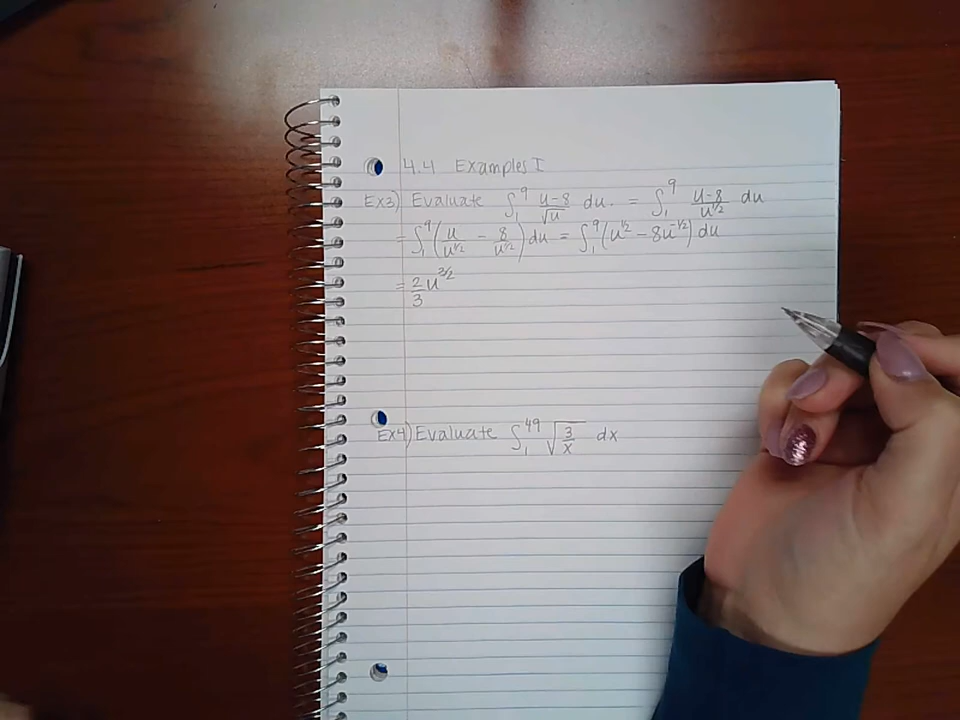 4.4 Examples I
Ex3) Evaluate ∫₁⁹ (u-8)/√u du. = ∫₁⁹ (u-8)/u^(1/2) du
= ∫₁⁹ (u/u^(1/2) - 8/u^(1/2)) du = ∫₁⁹ (u^(1/2) - 8u^(-1/2)) du
= 2/3 u^(3/2)
Ex4) Evaluate ∫₁⁴⁹ √(3/x) dx